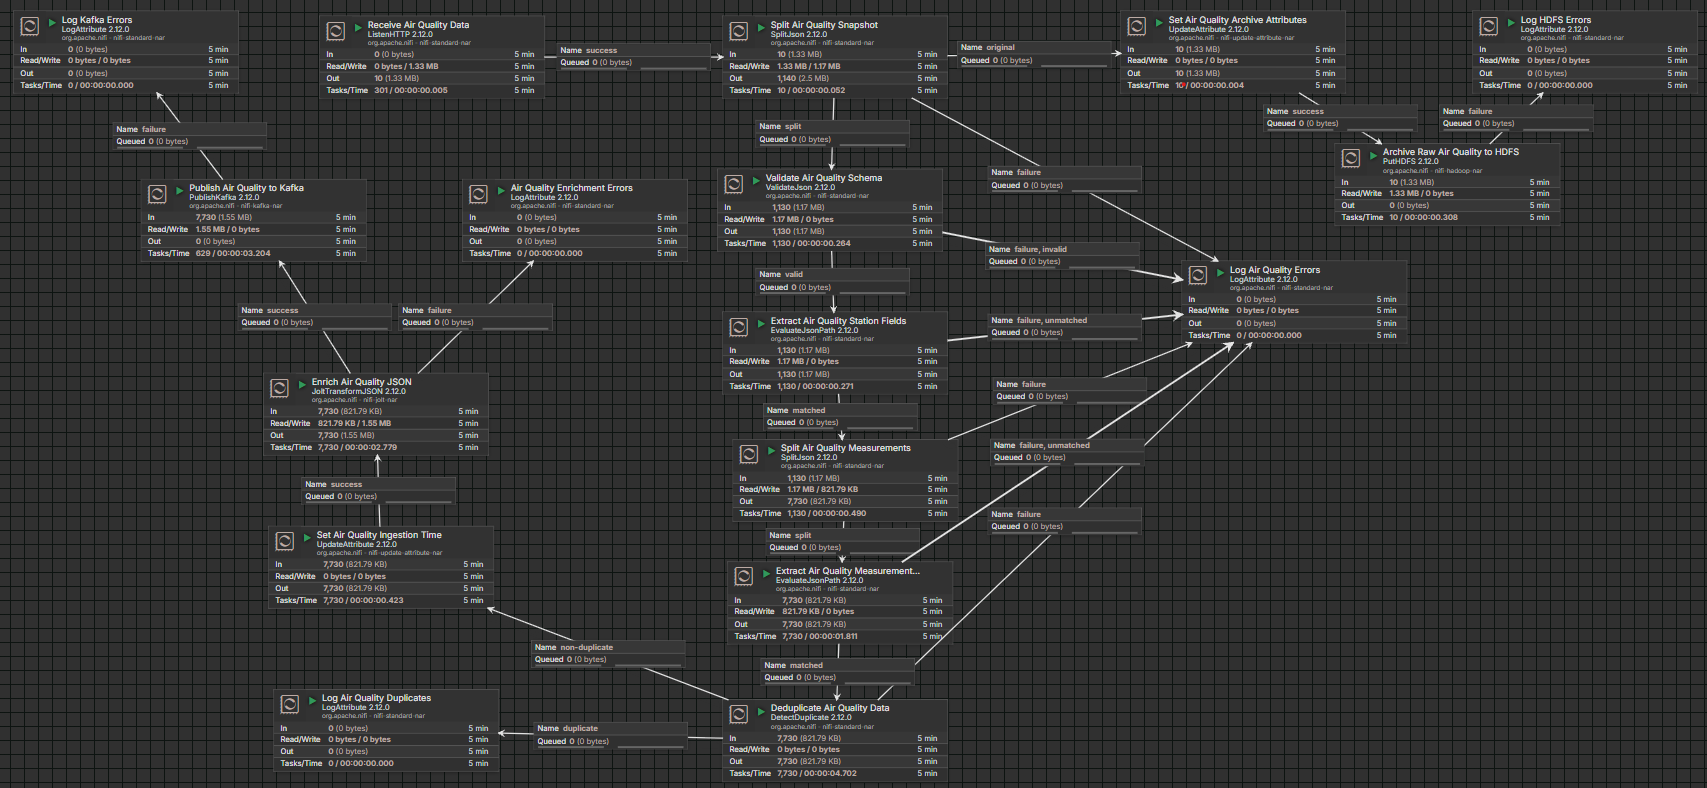 Log Kafka Errors
LogAttribute 2.12.0
org.apache.nifi - nifi-standard-nar
In 0 (0 bytes) 5 min
Read/Write 0 bytes / 0 bytes 5 min
Out 0 (0 bytes) 5 min
Tasks/Time 0 / 00:00:00.000 5 min
Receive Air Quality Data
ListenHTTP 2.12.0
org.apache.nifi - nifi-standard-nar
In 0 (0 bytes) 5 min
Read/Write 0 bytes / 1.33 MB 5 min
Out 10 (1.33 MB) 5 min
Tasks/Time 301 / 00:00:00.005 5 min
Name success
Queued 0 (0 bytes)
Split Air Quality Snapshot
SplitJson 2.12.0
org.apache.nifi - nifi-standard-nar
In 10 (1.33 MB) 5 min
Read/Write 1.33 MB / 1.17 MB 5 min
Out 1,140 (2.5 MB) 5 min
Tasks/Time 10 / 00:00:00.052 5 min
Name original
Queued 0 (0 bytes)
Set Air Quality Archive Attributes
UpdateAttribute 2.12.0
org.apache.nifi - nifi-update-attribute-nar
In 10 (1.33 MB) 5 min
Read/Write 0 bytes / 0 bytes 5 min
Out 10 (1.33 MB) 5 min
Tasks/Time 10 / 00:00:00.004 5 min
Log HDFS Errors
LogAttribute 2.12.0
org.apache.nifi - nifi-standard-nar
In 0 (0 bytes) 5 min
Read/Write 0 bytes / 0 bytes 5 min
Out 0 (0 bytes) 5 min
Tasks/Time 0 / 00:00:00.000 5 min
Name failure
Queued 0 (0 bytes)
Name split
Queued 0 (0 bytes)
Name success
Queued 0 (0 bytes)
Name failure
Queued 0 (0 bytes)
Archive Raw Air Quality to HDFS
PutHDFS 2.12.0
org.apache.nifi - nifi-hadoop-nar
In 10 (1.33 MB) 5 min
Read/Write 1.33 MB / 0 bytes 5 min
Out 0 (0 bytes) 5 min
Tasks/Time 10 / 00:00:00.308 5 min
Publish Air Quality to Kafka
PublishKafka 2.12.0
org.apache.nifi - nifi-kafka-nar
In 7,730 (1.55 MB) 5 min
Read/Write 1.55 MB / 0 bytes 5 min
Out 0 (0 bytes) 5 min
Tasks/Time 629 / 00:00:03.204 5 min
Air Quality Enrichment Errors
LogAttribute 2.12.0
org.apache.nifi - nifi-standard-nar
In 0 (0 bytes) 5 min
Read/Write 0 bytes / 0 bytes 5 min
Out 0 (0 bytes) 5 min
Tasks/Time 0 / 00:00:00.000 5 min
Validate Air Quality Schema
ValidateJson 2.12.0
org.apache.nifi - nifi-standard-nar
In 1,130 (1.17 MB) 5 min
Read/Write 1.17 MB / 0 bytes 5 min
Out 1,130 (1.17 MB) 5 min
Tasks/Time 1,130 / 00:00:00.264 5 min
Name failure
Queued 0 (0 bytes)
Name failure, invalid
Queued 0 (0 bytes)
Name valid
Queued 0 (0 bytes)
Log Air Quality Errors
LogAttribute 2.12.0
org.apache.nifi - nifi-standard-nar
In 0 (0 bytes) 5 min
Read/Write 0 bytes / 0 bytes 5 min
Out 0 (0 bytes) 5 min
Tasks/Time 0 / 00:00:00.000 5 min
Name success
Queued 0 (0 bytes)
Name failure
Queued 0 (0 bytes)
Extract Air Quality Station Fields
EvaluateJsonPath 2.12.0
org.apache.nifi - nifi-standard-nar
In 1,130 (1.17 MB) 5 min
Read/Write 1.17 MB / 0 bytes 5 min
Out 1,130 (1.17 MB) 5 min
Tasks/Time 1,130 / 00:00:00.271 5 min
Name failure, unmatched
Queued 0 (0 bytes)
Enrich Air Quality JSON
JoltTransformJSON 2.12.0
org.apache.nifi - nifi-jolt-nar
In 7,730 (821.79 KB) 5 min
Read/Write 821.79 KB / 1.55 MB 5 min
Out 7,730 (1.55 MB) 5 min
Tasks/Time 7,730 / 00:00:02.779 5 min
Name matched
Queued 0 (0 bytes)
Name failure
Queued 0 (0 bytes)
Split Air Quality Measurements
SplitJson 2.12.0
org.apache.nifi - nifi-standard-nar
In 1,130 (1.17 MB) 5 min
Read/Write 1.17 MB / 821.79 KB 5 min
Out 7,730 (821.79 KB) 5 min
Tasks/Time 1,130 / 00:00:00.490 5 min
Name failure, unmatched
Queued 0 (0 bytes)
Name success
Queued 0 (0 bytes)
Name failure
Queued 0 (0 bytes)
Name split
Queued 0 (0 bytes)
Set Air Quality Ingestion Time
UpdateAttribute 2.12.0
org.apache.nifi - nifi-update-attribute-nar
In 7,730 (821.79 KB) 5 min
Read/Write 0 bytes / 0 bytes 5 min
Out 7,730 (821.79 KB) 5 min
Tasks/Time 7,730 / 00:00:00.423 5 min
Extract Air Quality Measurement...
EvaluateJsonPath 2.12.0
org.apache.nifi - nifi-standard-nar
In 7,730 (821.79 KB) 5 min
Read/Write 821.79 KB / 0 bytes 5 min
Out 7,730 (821.79 KB) 5 min
Tasks/Time 7,730 / 00:00:01.811 5 min
Name non-duplicate
Queued 0 (0 bytes)
Name matched
Queued 0 (0 bytes)
Log Air Quality Duplicates
LogAttribute 2.12.0
org.apache.nifi - nifi-standard-nar
In 0 (0 bytes) 5 min
Read/Write 0 bytes / 0 bytes 5 min
Out 0 (0 bytes) 5 min
Tasks/Time 0 / 00:00:00.000 5 min
Name duplicate
Queued 0 (0 bytes)
Deduplicate Air Quality Data
DetectDuplicate 2.12.0
org.apache.nifi - nifi-standard-nar
In 7,730 (821.79 KB) 5 min
Read/Write 0 bytes / 0 bytes 5 min
Out 7,730 (821.79 KB) 5 min
Tasks/Time 7,730 / 00:00:04.702 5 min